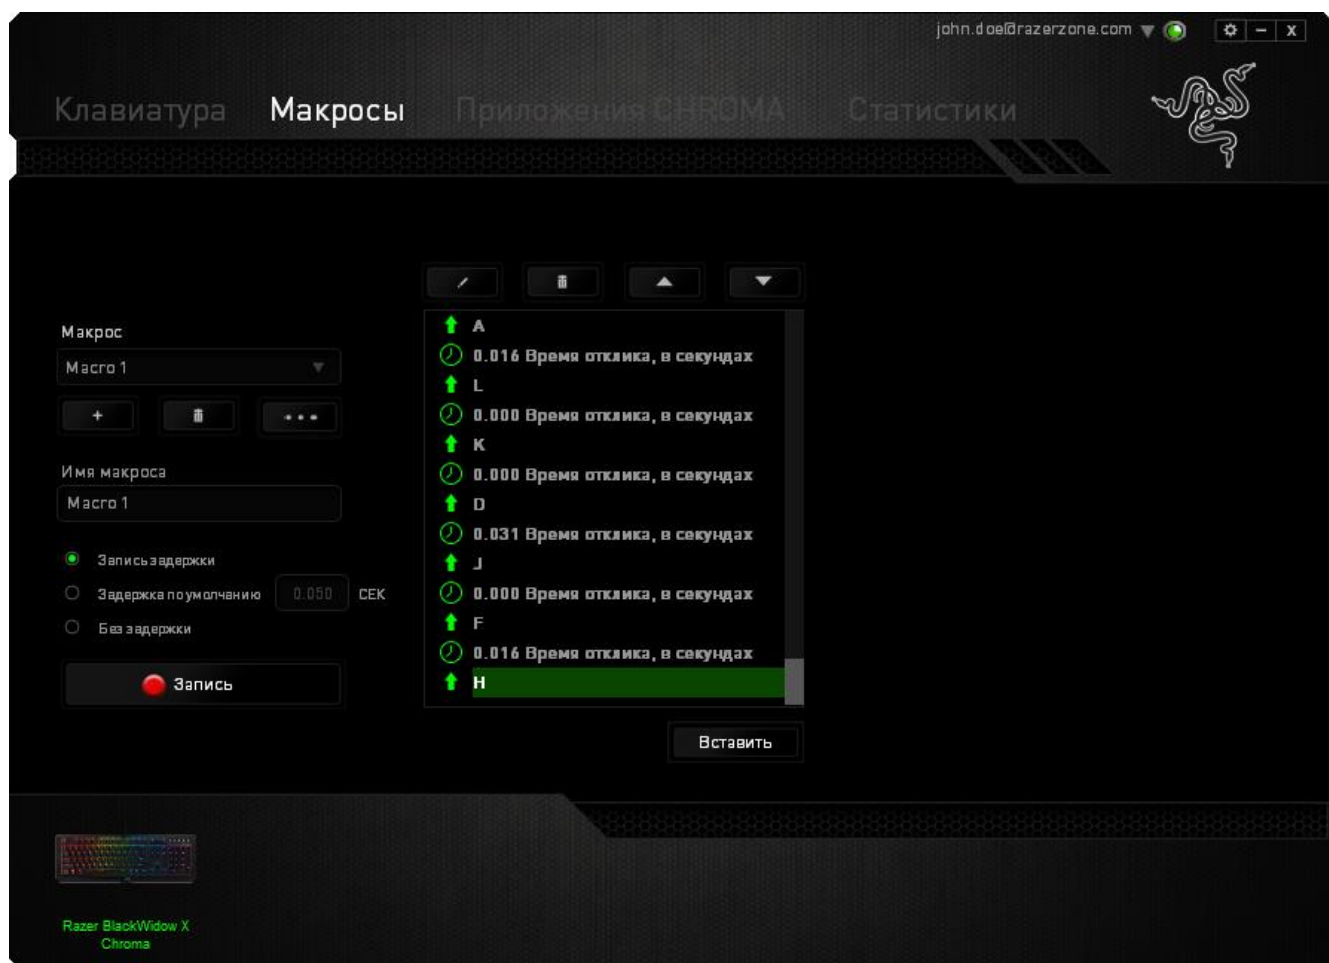 john.doe@razerzone.com
Клавиатура Макросы Приложения CHROMA Статистики
Макрос
Macro 1
Имя макроса
Macro 1
Запись задержки
Задержка по умолчанию 0.050 СЕК
Без задержки
Запись
A
0.016 Время отклика, в секундах
L
0.000 Время отклика, в секундах
K
0.000 Время отклика, в секундах
D
0.031 Время отклика, в секундах
J
0.000 Время отклика, в секундах
F
0.016 Время отклика, в секундах
H
Вставить
Razer BlackWidow X
Chroma